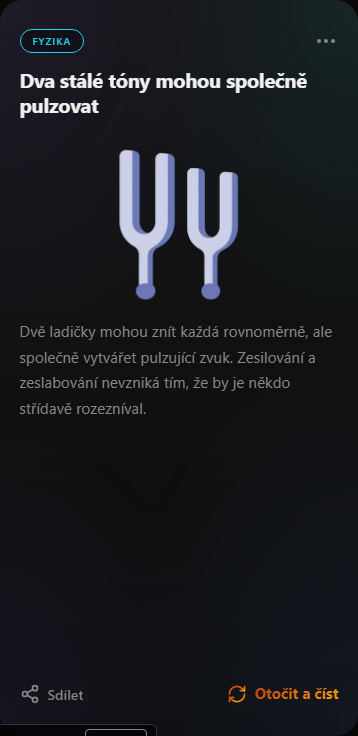 FYZIKA
Dva stálé tóny mohou společně
pulzovat
Dvě ladičky mohou znít každá rovnoměrně, ale
společně vytvářet pulzující zvuk. Zesilování a
zeslabování nevzniká tím, že by je někdo
střídavě rozezníval.
Sdílet
Otočit a číst